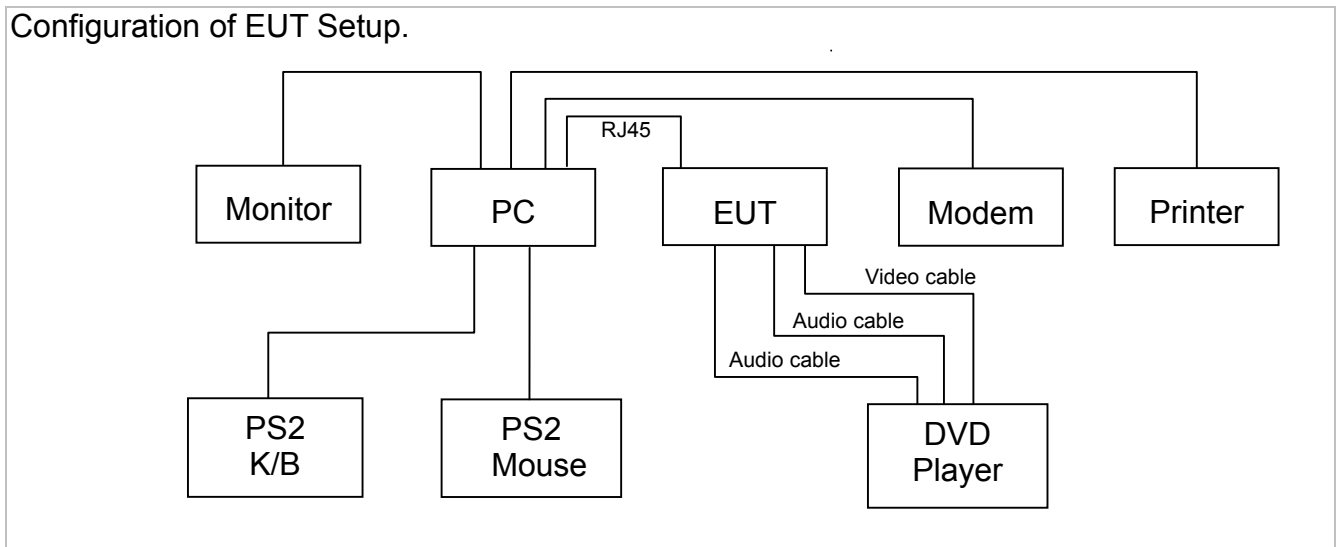 Configuration of EUT Setup.
RJ45
Monitor
PC
EUT
Modem
Printer
Video cable
Audio cable
Audio cable
PS2
K/B
PS2
Mouse
DVD
Player